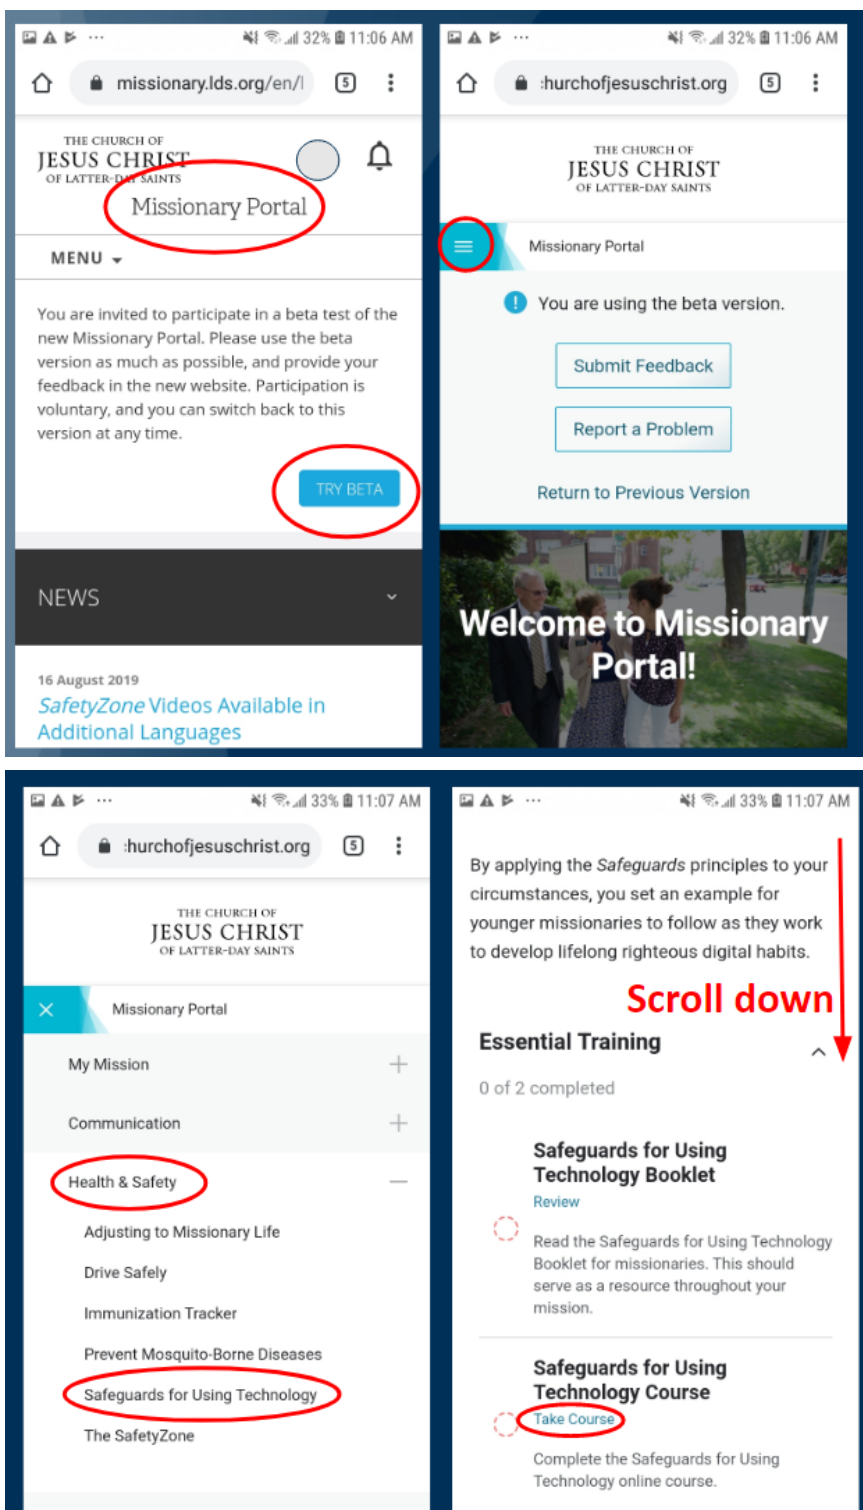 32% 11:06 AM
missionary.lds.org/en/l
5
THE CHURCH OF
JESUS CHRIST
OF LATTER-DAY SAINTS
Missionary Portal
MENU
You are invited to participate in a beta test of the
new Missionary Portal. Please use the beta
version as much as possible, and provide your
feedback in the new website. Participation is
voluntary, and you can switch back to this
version at any time.
TRY BETA
NEWS
16 August 2019
SafetyZone Videos Available in
Additional Languages
32% 11:06 AM
:hurchofjesuschrist.org
5
THE CHURCH OF
JESUS CHRIST
OF LATTER-DAY SAINTS
Missionary Portal
You are using the beta version.
Submit Feedback
Report a Problem
Return to Previous Version
Welcome to Missionary
Portal!
33% 11:07 AM
:hurchofjesuschrist.org
5
THE CHURCH OF
JESUS CHRIST
OF LATTER-DAY SAINTS
Missionary Portal
My Mission
Communication
Health & Safety
Adjusting to Missionary Life
Drive Safely
Immunization Tracker
Prevent Mosquito-Borne Diseases
Safeguards for Using Technology
The SafetyZone
33% 11:07 AM
By applying the Safeguards principles to your
circumstances, you set an example for
younger missionaries to follow as they work
to develop lifelong righteous digital habits.
Scroll down
Essential Training
0 of 2 completed
Safeguards for Using
Technology Booklet
Review
Read the Safeguards for Using Technology
Booklet for missionaries. This should
serve as a resource throughout your
mission.
Safeguards for Using
Technology Course
Take Course
Complete the Safeguards for Using
Technology online course.